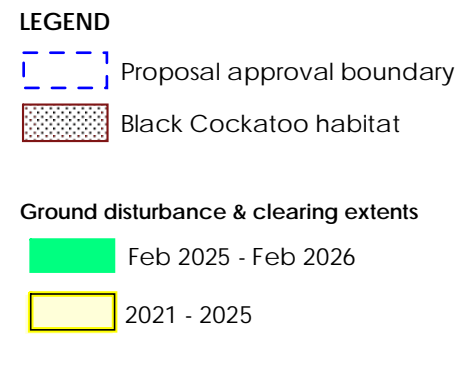 LEGEND
Proposal approval boundary
Black Cockatoo habitat
Ground disturbance & clearing extents
Feb 2025 - Feb 2026
2021 - 2025